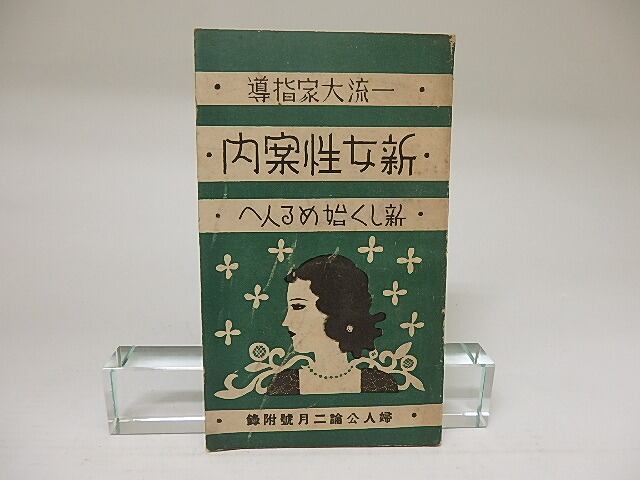 一流大家指導
新女性案内
新しく始める人へ
婦人公論二月號附錄